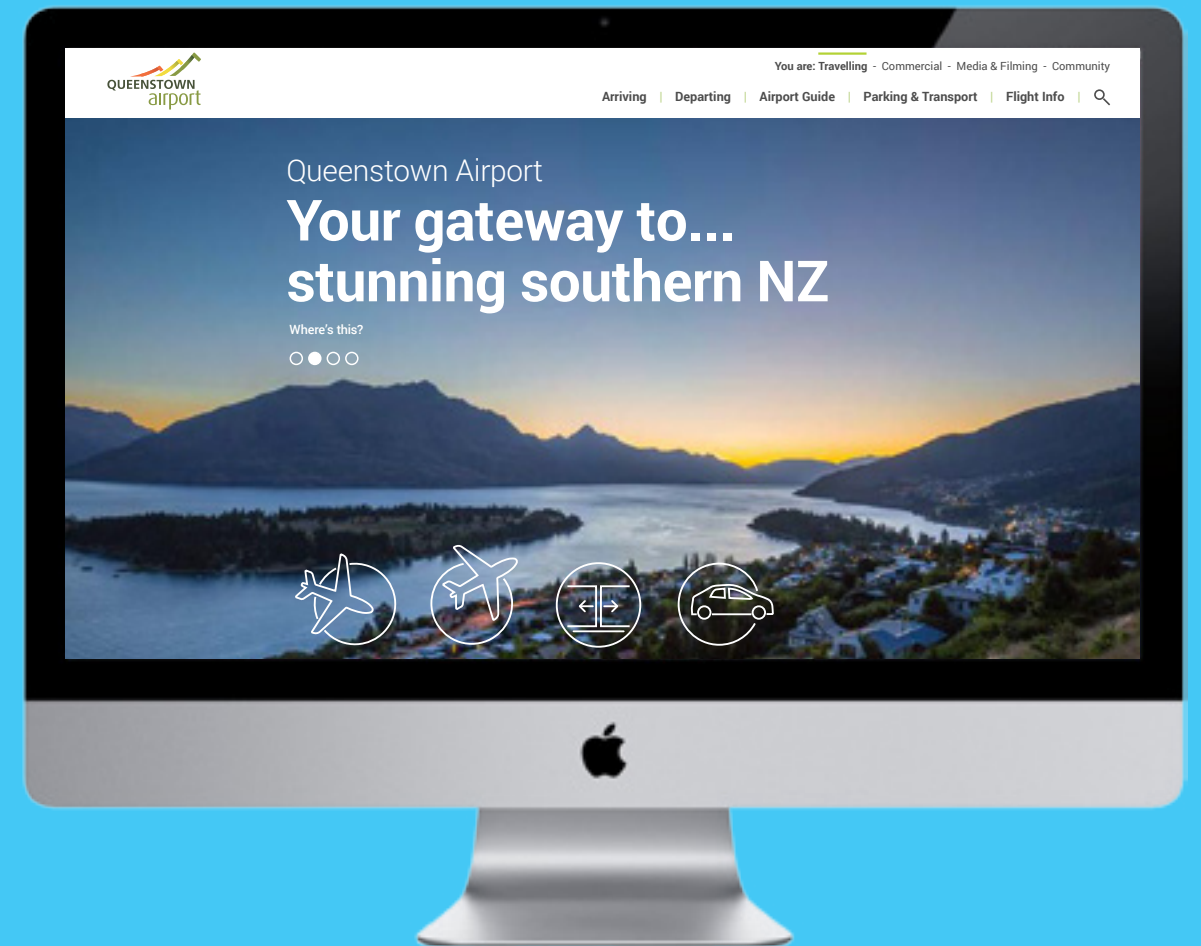 QUEENSTOWN
airport
You are: Travelling - Commercial - Media & Filming - Community
Arriving | Departing | Airport Guide | Parking & Transport | Flight Info |
Queenstown Airport
Your gateway to...
stunning southern NZ
Where's this?